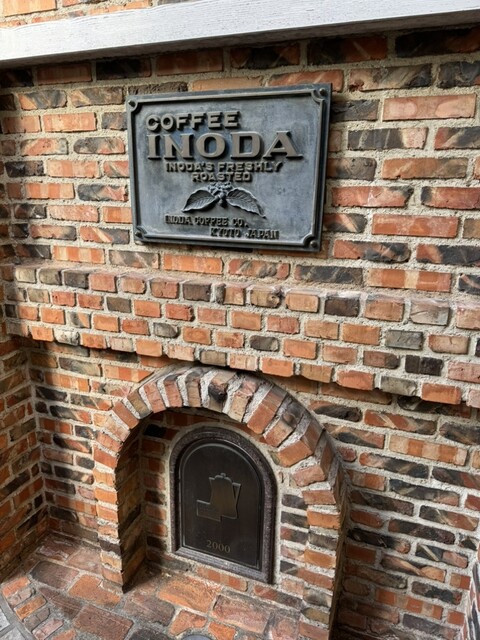 COFFEE
INODA
INODA'S FRESHLY
ROASTED
INODA COFFEE CO.
KYOTO JAPAN
2000